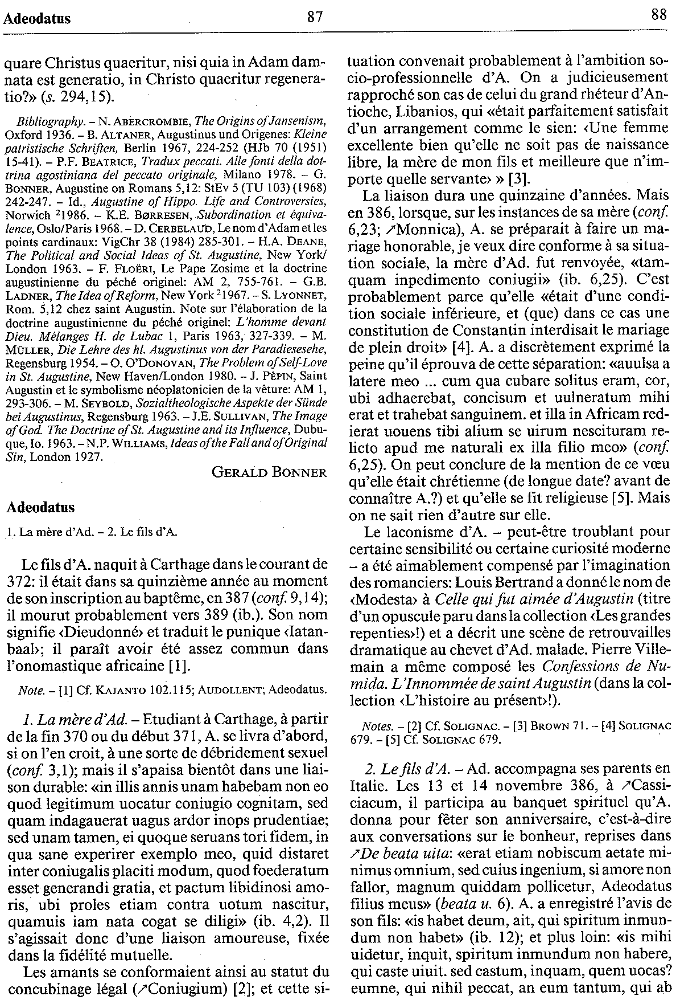 Adeodatus
87
88
quare Christus quaeritur, nisi quia in Adam dam-
nata est generatio, in Christo quaeritur regenera-
tio?» (s. 294,15).
Bibliography. – N. ABERCROMBIE, The Origins of Jansenism,
Oxford 1936. – B. ALTANER, Augustinus und Origenes: Kleine
patristische Schriften, Berlin 1967, 224-252 (HJb 70 (1951)
15-41). – P.F. BEATRICE, Tradux peccati. Alle fonti della dot-
trina agostiniana del peccato originale, Milano 1978. – G.
BONNER, Augustine on Romans 5,12: StEv 5 (TU 103) (1968)
242-247. – Id., Augustine of Hippo. Life and Controversies,
Norwich ²1986. – K.E. BØRRESEN, Subordination et équiva-
lence, Oslo/Paris 1968. – D. CERBELAUD, Le nom d'Adam et les
points cardinaux: VigChr 38 (1984) 285-301. – H.A. DEANE,
The Political and Social Ideas of St. Augustine, New York/
London 1963. – F. FLOËRI, Le Pape Zosime et la doctrine
augustinienne du péché originel: AM 2, 755-761. – G.B.
LADNER, The Idea of Reform, New York ²1967. – S. LYONNET,
Rom. 5,12 chez saint Augustin. Note sur l'élaboration de la
doctrine augustinienne du péché originel: L'homme devant
Dieu. Mélanges H. de Lubac 1, Paris 1963, 327-339. – M.
MÜLLER, Die Lehre des hl. Augustinus von der Paradiesesehe,
Regensburg 1954. – O. O'DONOVAN, The Problem of Self-Love
in St. Augustine, New Haven/London 1980. – J. PÉPIN, Saint
Augustin et le symbolisme néoplatonicien de la vêture: AM 1,
293-306. – M. SEYBOLD, Sozialtheologische Aspekte der Sünde
bei Augustinus, Regensburg 1963. – J.E. SULLIVAN, The Image
of God. The Doctrine of St. Augustine and its Influence, Dubu-
que, Io. 1963. – N.P. WILLIAMS, Ideas of the Fall and of Original
Sin, London 1927.
GERALD BONNER
Adeodatus
1. La mère d'Ad. – 2. Le fils d'A.
Le fils d'A. naquit à Carthage dans le courant de
372: il était dans sa quinzième année au moment
de son inscription au baptême, en 387 (conf. 9,14);
il mourut probablement vers 389 (ib.). Son nom
signifie ‹Dieudonné› et traduit le punique ‹Iatan-
baal›; il paraît avoir été assez commun dans
l'onomastique africaine [1].
Note. – [1] Cf. KAJANTO 102.115; AUDOLLENT; Adeodatus.
1. La mère d'Ad. – Etudiant à Carthage, à partir
de la fin 370 ou du début 371, A. se livra d'abord,
si on l'en croit, à une sorte de débridement sexuel
(conf. 3,1); mais il s'apaisa bientôt dans une liai-
son durable: «in illis annis unam habebam non eo
quod legitimum uocatur coniugio cognitam, sed
quam indagauerat uagus ardor inops prudentiae;
sed unam tamen, ei quoque seruans tori fidem, in
qua sane experirer exemplo meo, quid distaret
inter coniugalis placiti modum, quod foederatum
esset generandi gratia, et pactum libidinosi amo-
ris, ubi proles etiam contra uotum nascitur,
quamuis iam nata cogat se diligi» (ib. 4,2). Il
s'agissait donc d'une liaison amoureuse, fixée
dans la fidélité mutuelle.
Les amants se conformaient ainsi au statut du
concubinage légal (↗Coniugium) [2]; et cette si-
tuation convenait probablement à l'ambition so-
cio-professionnelle d'A. On a judicieusement
rapproché son cas de celui du grand rhéteur d'An-
tioche, Libanios, qui «était parfaitement satisfait
d'un arrangement comme le sien: ‹Une femme
excellente bien qu'elle ne soit pas de naissance
libre, la mère de mon fils et meilleure que n'im-
porte quelle servante› » [3].
La liaison dura une quinzaine d'années. Mais
en 386, lorsque, sur les instances de sa mère (conf.
6,23; ↗Monnica), A. se préparait à faire un ma-
riage honorable, je veux dire conforme à sa situa-
tion sociale, la mère d'Ad. fut renvoyée, «tam-
quam inpedimento coniugii» (ib. 6,25). C'est
probablement parce qu'elle «était d'une condi-
tion sociale inférieure, et (que) dans ce cas une
constitution de Constantin interdisait le mariage
de plein droit» [4]. A. a discrètement exprimé la
peine qu'il éprouva de cette séparation: «auulsa a
latere meo ... cum qua cubare solitus eram, cor,
ubi adhaerebat, concisum et uulneratum mihi
erat et trahebat sanguinem. et illa in Africam red-
ierat uouens tibi alium se uirum nescituram re-
licto apud me naturali ex illa filio meo» (conf.
6,25). On peut conclure de la mention de ce vœu
qu'elle était chrétienne (de longue date? avant de
connaître A.?) et qu'elle se fit religieuse [5]. Mais
on ne sait rien d'autre sur elle.
Le laconisme d'A. – peut-être troublant pour
certaine sensibilité ou certaine curiosité moderne
– a été aimablement compensé par l'imagination
des romanciers: Louis Bertrand a donné le nom de
‹Modesta› à Celle qui fut aimée d'Augustin (titre
d'un opuscule paru dans la collection ‹Les grandes
repenties›!) et a décrit une scène de retrouvailles
dramatique au chevet d'Ad. malade. Pierre Ville-
main a même composé les Confessions de Nu-
mida. L'Innommée de saint Augustin (dans la col-
lection ‹L'histoire au présent›!).
Notes. – [2] Cf. SOLIGNAC. – [3] BROWN 71. – [4] SOLIGNAC
679. – [5] Cf. SOLIGNAC 679.
2. Le fils d'A. – Ad. accompagna ses parents en
Italie. Les 13 et 14 novembre 386, à ↗Cassi-
ciacum, il participa au banquet spirituel qu'A.
donna pour fêter son anniversaire, c'est-à-dire
aux conversations sur le bonheur, reprises dans
↗De beata uita: «erat etiam nobiscum aetate mi-
nimus omnium, sed cuius ingenium, si amore non
fallor, magnum quiddam pollicetur, Adeodatus
filius meus» (beata u. 6). A. a enregistré l'avis de
son fils: «is habet deum, ait, qui spiritum inmun-
dum non habet» (ib. 12); et plus loin: «is mihi
uidetur, inquit, spiritum inmundum non habere,
qui caste uiuit. sed castum, inquam, quem uocas?
eumne, qui nihil peccat, an eum tantum, qui ab